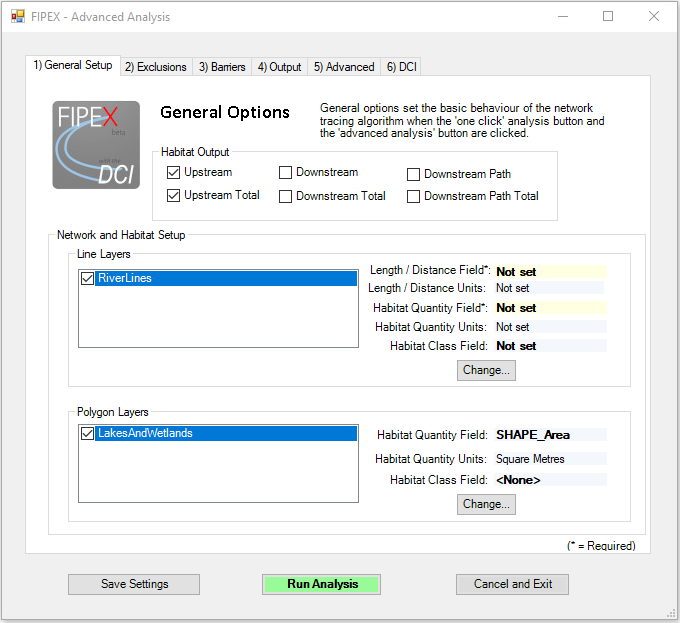 FIPEX - Advanced Analysis
1) General Setup
2) Exclusions
3) Barriers
4) Output
5) Advanced
6) DCI
FIPEX
beta
with the
DCI
General Options
General options set the basic behaviour of the network
tracing algorithm when the 'one click' analysis button and
the 'advanced analysis' button are clicked.
Habitat Output
Upstream
Downstream
Downstream Path
Upstream Total
Downstream Total
Downstream Path Total
Network and Habitat Setup
Line Layers
RiverLines
Length / Distance Field*: Not set
Length / Distance Units: Not set
Habitat Quantity Field*: Not set
Habitat Quantity Units: Not set
Habitat Class Field: Not set
Change...
Polygon Layers
LakesAndWetlands
Habitat Quantity Field: SHAPE_Area
Habitat Quantity Units: Square Metres
Habitat Class Field: <None>
Change...
(* = Required)
Save Settings
Run Analysis
Cancel and Exit